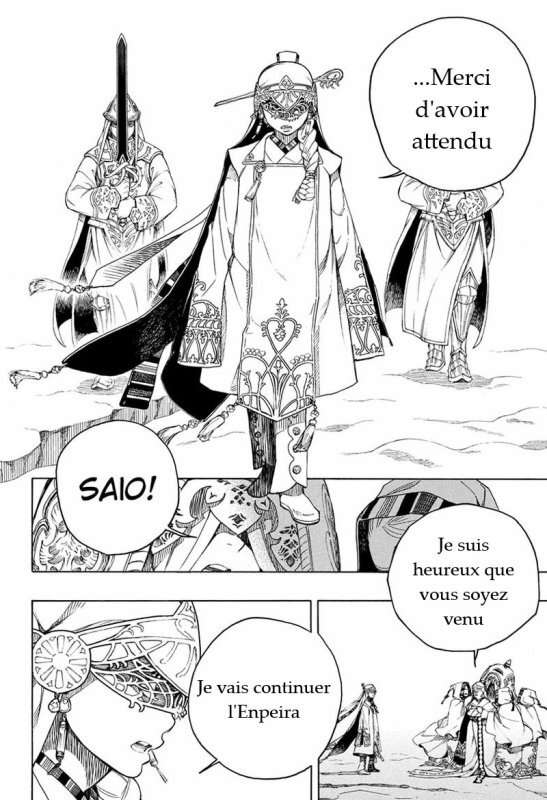 ...Merci
d'avoir
attendu
SAIO!
Je suis
heureux que
vous soyez
venu
Je vais continuer
l'Enpeira